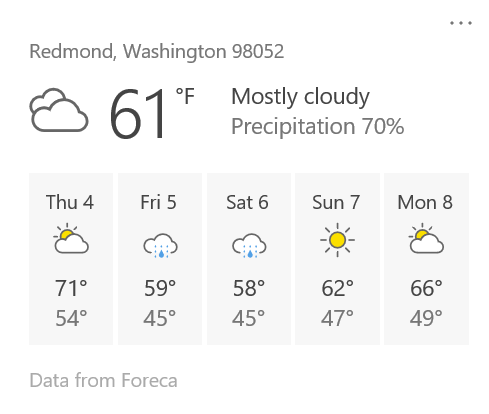 Redmond, Washington 98052
61 °F
Mostly cloudy
Precipitation 70%
Thu 4 Fri 5 Sat 6 Sun 7 Mon 8
71° 59° 58° 62° 66°
54° 45° 45° 47° 49°
Data from Foreca